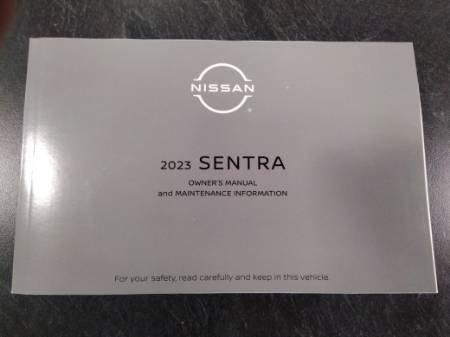 NISSAN
2023 SENTRA
OWNER'S MANUAL
and MAINTENANCE INFORMATION
For your safety, read carefully and keep in this vehicle.